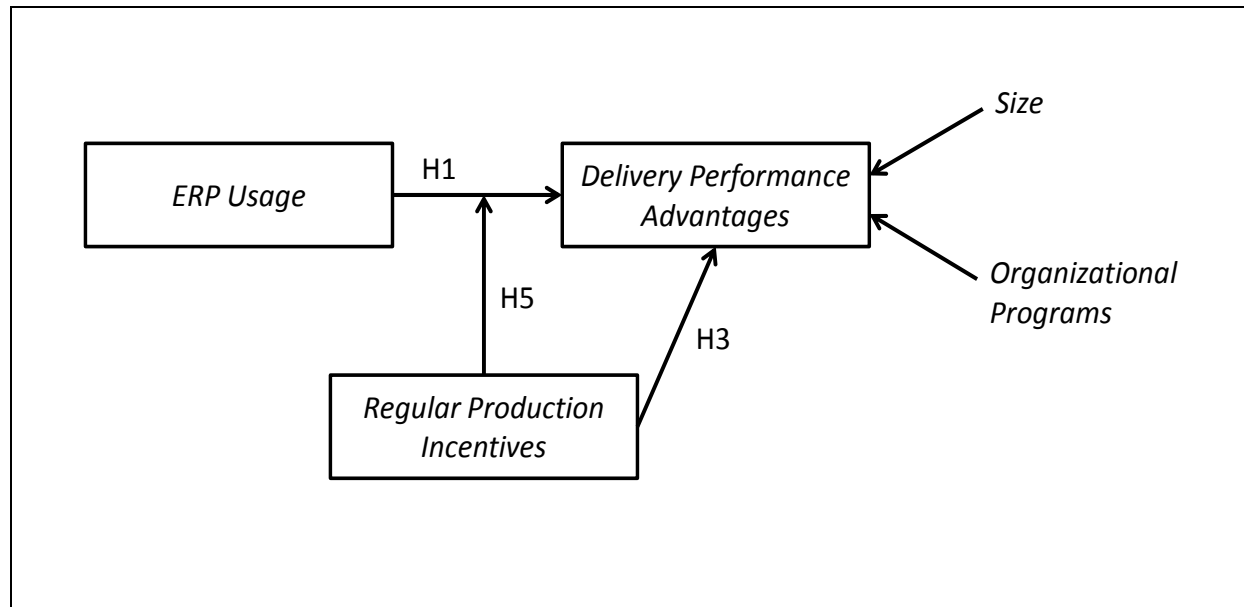 Size
ERP Usage
H1
Delivery Performance
Advantages
Organizational
Programs
H5
H3
Regular Production
Incentives